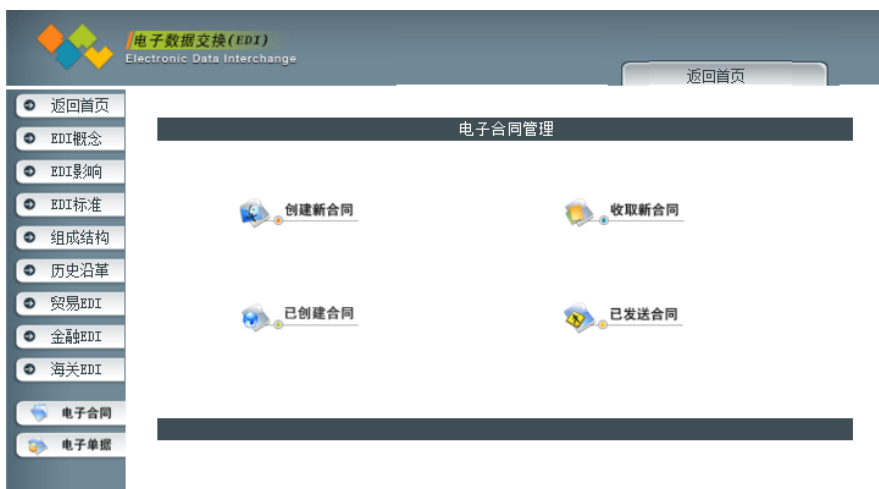 电子数据交换(EDI)
Electronic Data Interchange
返回首页
返回首页
EDI概念
EDI影响
EDI标准
组成结构
历史沿革
贸易EDI
金融EDI
海关EDI
电子合同
电子单据
电子合同管理
创建新合同
收取新合同
已创建合同
已发送合同